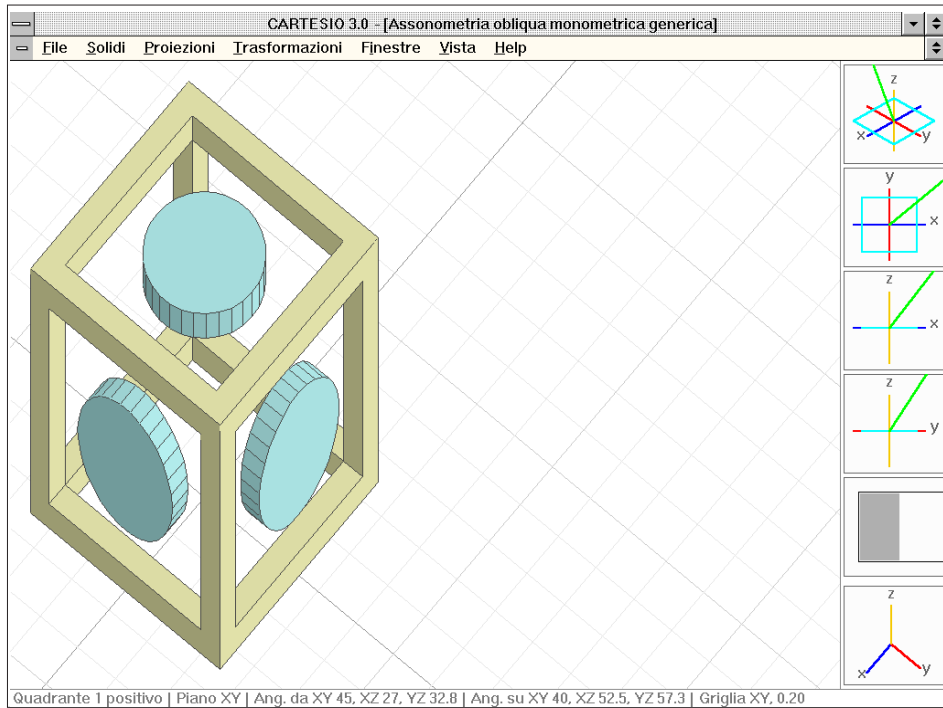 CARTESIO 3.0 - [Assonometria obliqua monometrica generica]
File Solidi Proiezioni Trasformazioni Finestre Vista Help
z
x y
y
x
z
x
z
y
z
x y
Quadrante 1 positivo | Piano XY | Ang. da XY 45, XZ 27, YZ 32.8 | Ang. su XY 40, XZ 52.5, YZ 57.3 | Griglia XY, 0.20